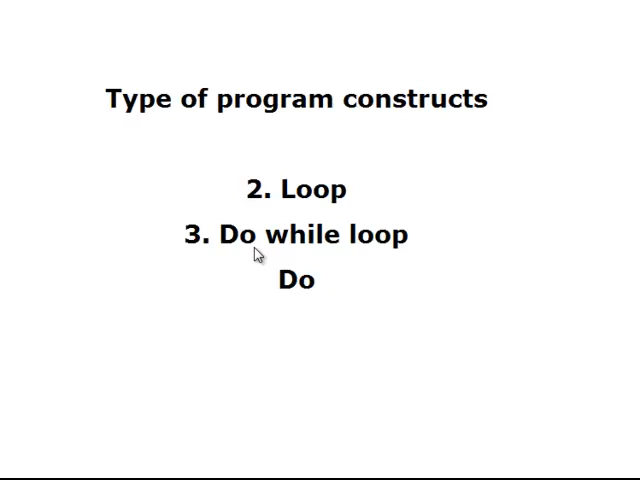 Type of program constructs
2. Loop
3. Do while loop
Do